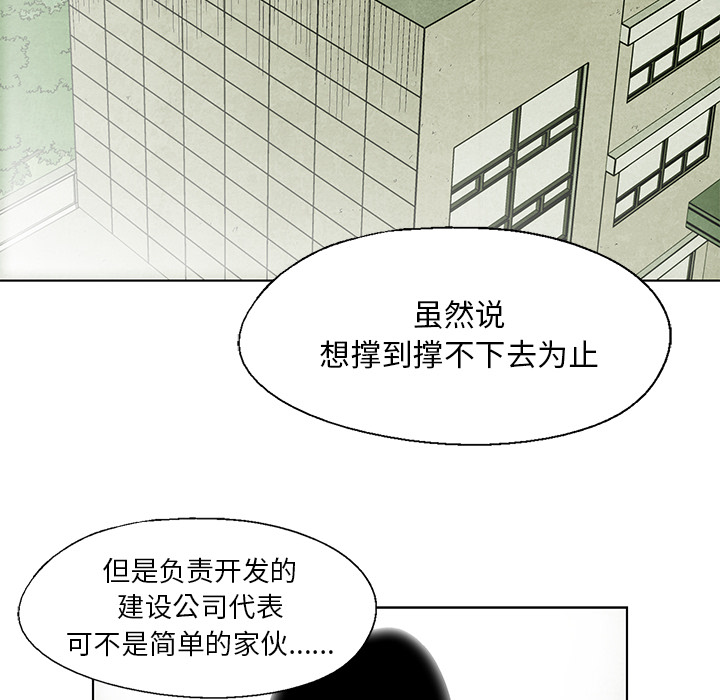 虽然说
想撑到撑不下去为止
但是负责开发的
建设公司代表
可不是简单的家伙……